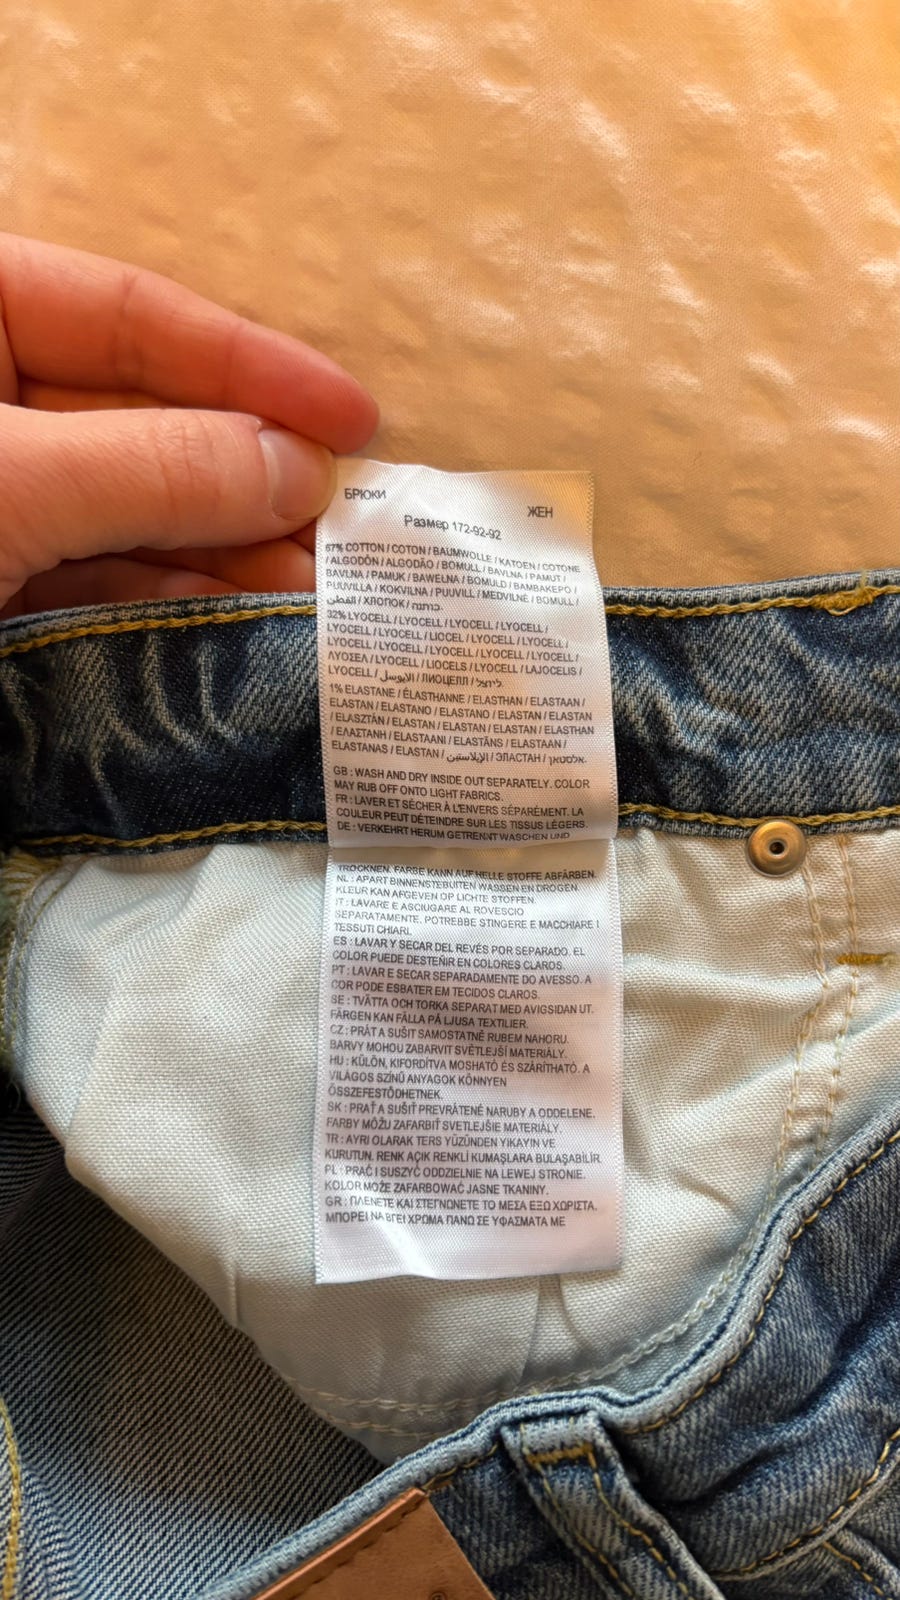 БРЮКИ
ЖЕН
Размер 172-92-92
67% COTTON / COTON / BAUMWOLLE / KATOEN / COTONE
/ ALGODÓN / ALGODÃO / BOMULL / BAVLNA / PAMUT /
BAVLNA / PAMUK / BAWEŁNA / BOMULD / BAMBAKEPO /
PUUVILLA / KOKVILNA / PUUVILL / MEDVILNĖ / BOMULL /
القطن / ХЛОПОК / כותנה.
32% LYOCELL / LYOCELL / LYOCELL / LYOCELL /
LYOCELL / LYOCELL / LIOCEL / LYOCELL / LYOCELL /
LYOCELL / LYOCELL / LYOCELL / LYOCELL / LYOCELL /
ΛΥΟΣΕΛ / LYOCELL / LIOCELS / LYOCELL / LAJOCELIS /
LYOCELL / الايوسل / ЛИОЦЕЛЛ / ליוצל.
1% ELASTANE / ÉLASTHANNE / ELASTHAN / ELASTAAN /
ELASTAN / ELASTANO / ELASTANO / ELASTAN / ELASTAN
/ ELASZTÁN / ELASTAN / ELASTAN / ELASTAN / ELASTHAN
/ ΕΛΑΣΤΑΝΗ / ELASTAANI / ELASTĀNS / ELASTAAN /
ELASTANAS / ELASTAN / الإيلاستين / ЭЛАСТАН / אלסטאן.
GB : WASH AND DRY INSIDE OUT SEPARATELY. COLOR
MAY RUB OFF ONTO LIGHT FABRICS.
FR : LAVER ET SÉCHER À L'ENVERS SÉPARÉMENT. LA
COULEUR PEUT DÉTEINDRE SUR LES TISSUS LÉGERS.
DE : VERKEHRT HERUM GETRENNT WASCHEN UND
TROCKNEN. FARBE KANN AUF HELLE STOFFE ABFÄRBEN.
NL : APART BINNENSTEBUITEN WASSEN EN DROGEN.
KLEUR KAN AFGEVEN OP LICHTE STOFFEN.
IT : LAVARE E ASCIUGARE AL ROVESCIO
SEPARATAMENTE. POTREBBE STINGERE E MACCHIARE I
TESSUTI CHIARI.
ES : LAVAR Y SECAR DEL REVÉS POR SEPARADO. EL
COLOR PUEDE DESTEÑIR EN COLORES CLAROS.
PT : LAVAR E SECAR SEPARADAMENTE DO AVESSO. A
COR PODE ESBATER EM TECIDOS CLAROS.
SE : TVÄTTA OCH TORKA SEPARAT MED AVIGSIDAN UT.
FÄRGEN KAN FÄLLA PÅ LJUSA TEXTILIER.
CZ : PRÁT A SUŠIT SAMOSTATNĚ RUBEM NAHORU.
BARVY MOHOU ZABARVIT SVĚTLEJŠÍ MATERIÁLY.
HU : KÜLÖN, KIFORDÍTVA MOSHATÓ ÉS SZÁRÍTHATÓ. A
VILÁGOS SZÍNŰ ANYAGOK KÖNNYEN
ÖSSZEFESTŐDHETNEK.
SK : PRAŤ A SUŠIŤ PREVRÁTENÉ NARUBY A ODDELENE.
FARBY MÔŽU ZAFARBIŤ SVETLEJŠIE MATERIÁLY.
TR : AYRI OLARAK TERS YÜZÜNDEN YIKAYIN VE
KURUTUN. RENK AÇIK RENKLİ KUMAŞLARA BULAŞABİLİR.
PL : PRAĆ I SUSZYĆ ODDZIELNIE NA LEWEJ STRONIE.
KOLOR MOŻE ZAFARBOWAĆ JASNE TKANINY.
GR : ΠΛΕΝΕΤΕ ΚΑΙ ΣΤΕΓΝΩΝΕΤΕ ΤΟ ΜΕΣΑ ΕΞΩ ΧΩΡΙΣΤΑ.
ΜΠΟΡΕΙ ΝΑ ΒΓΕΙ ΧΡΩΜΑ ΠΑΝΩ ΣΕ ΥΦΑΣΜΑΤΑ ΜΕ